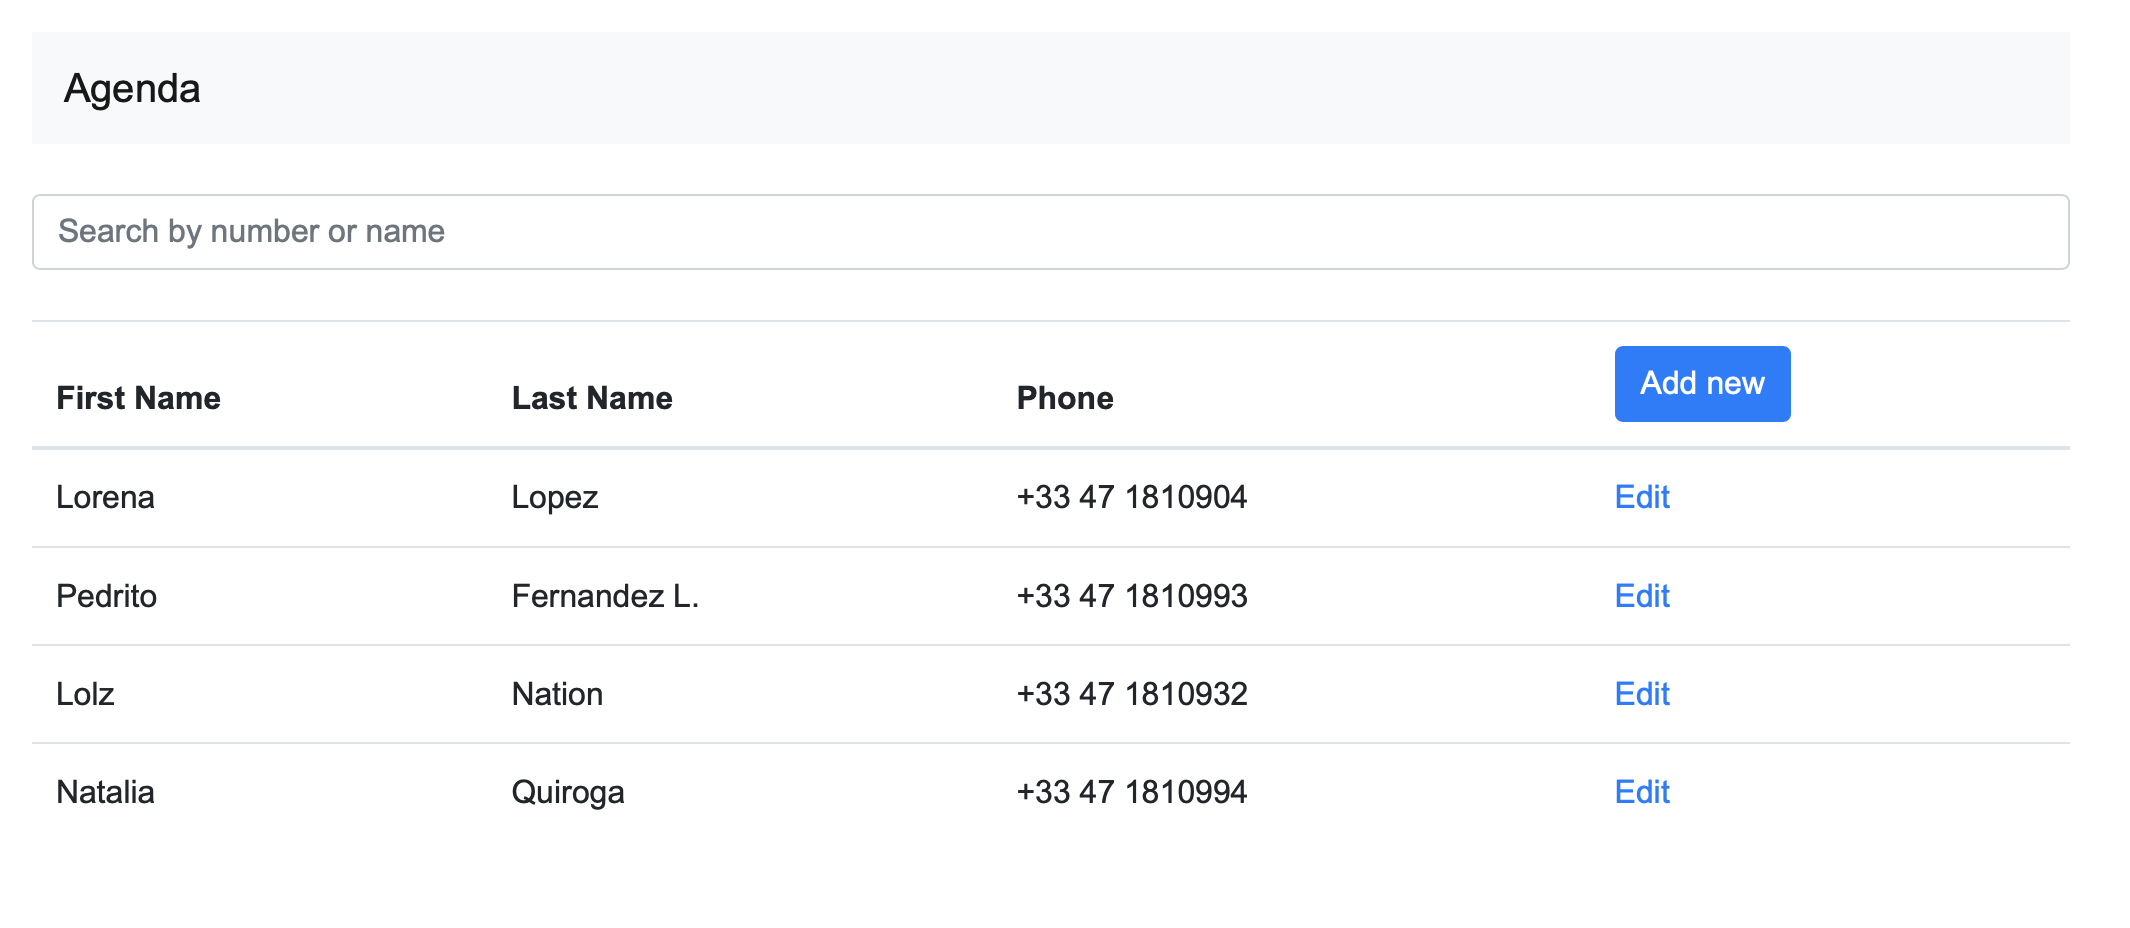 Agenda
Search by number or name
First Name Last Name Phone Add new
Lorena Lopez +33 47 1810904 Edit
Pedrito Fernandez L. +33 47 1810993 Edit
Lolz Nation +33 47 1810932 Edit
Natalia Quiroga +33 47 1810994 Edit